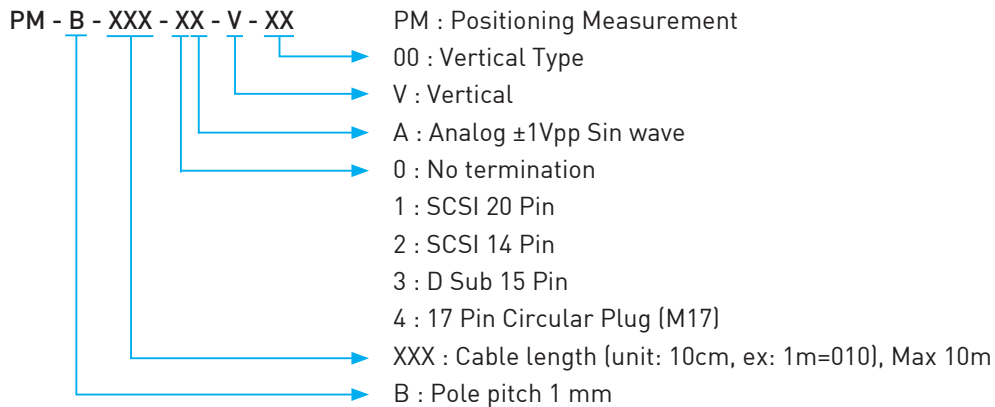 PM - B - XXX - XX - V - XX PM : Positioning Measurement
00 : Vertical Type
V : Vertical
A : Analog ±1Vpp Sin wave
0 : No termination
1 : SCSI 20 Pin
2 : SCSI 14 Pin
3 : D Sub 15 Pin
4 : 17 Pin Circular Plug (M17)
XXX : Cable length (unit: 10cm, ex: 1m=010), Max 10m
B : Pole pitch 1 mm